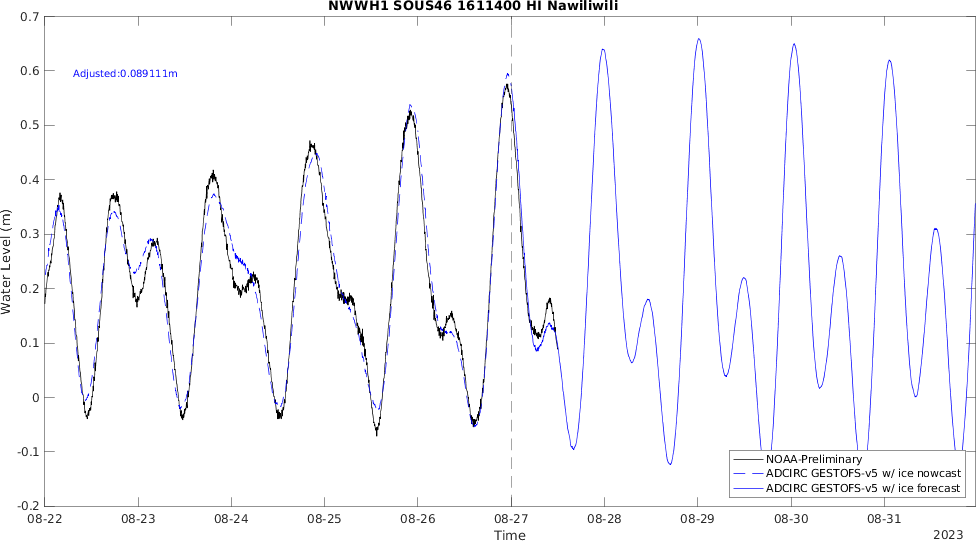 NWWH1 SOUS46 1611400 HI Nawiliwili
0.7
0.6
0.5
0.4
0.3
0.2
0.1
0
-0.1
-0.2
Water Level (m)
Adjusted:0.089111m
NOAA-Preliminary
ADCIRC GESTOFS-v5 w/ ice nowcast
ADCIRC GESTOFS-v5 w/ ice forecast
08-22 08-23 08-24 08-25 08-26 08-27 08-28 08-29 08-30 08-31
Time
2023